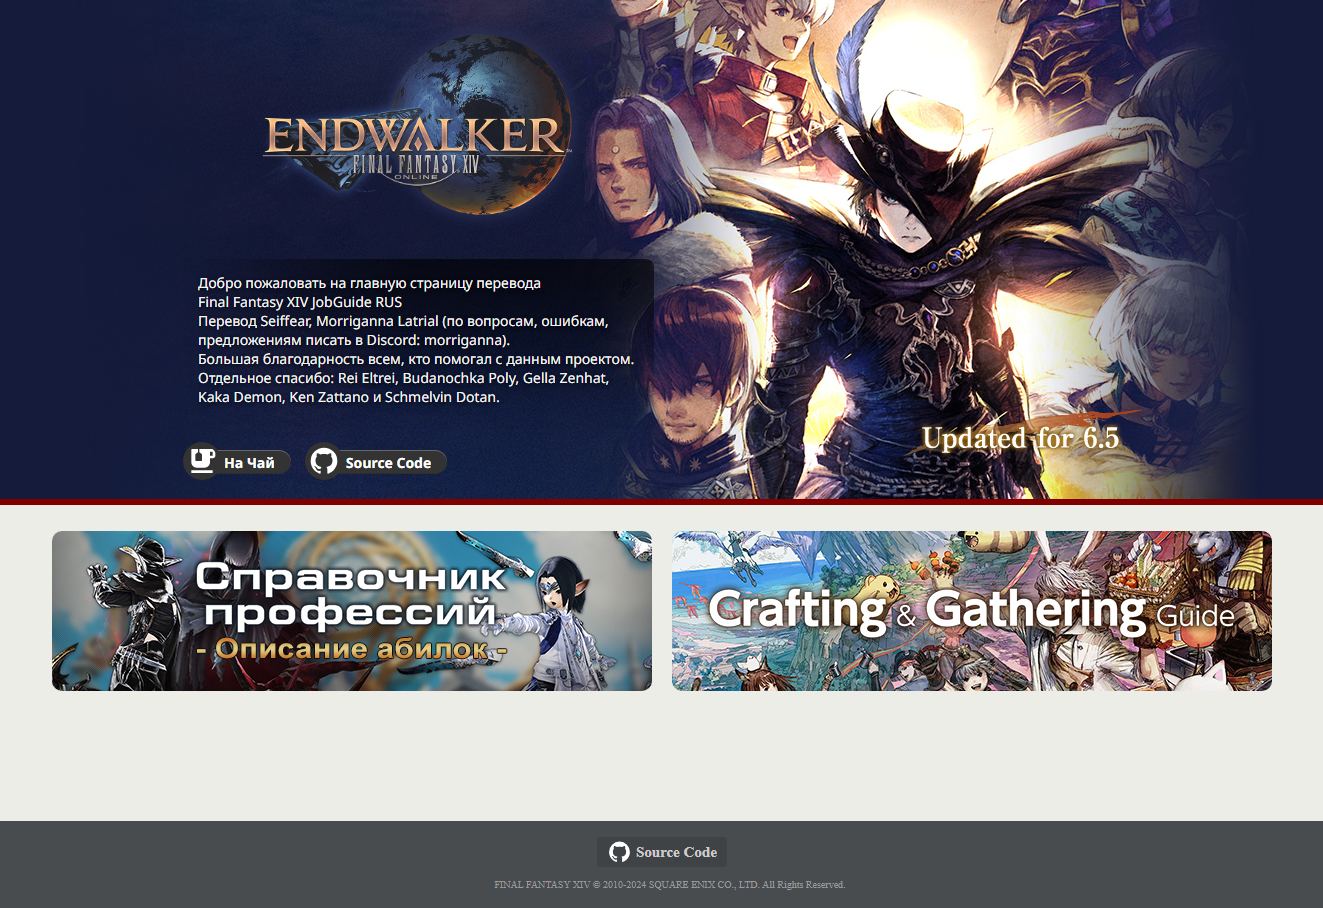 ENDWALKER
FINAL FANTASY XIV
ONLINE
Добро пожаловать на главную страницу перевода
Final Fantasy XIV JobGuide RUS
Перевод Seiffear, Morriganna Latrial (по вопросам, ошибкам,
предложениям писать в Discord: morriganna).
Большая благодарность всем, кто помогал с данным проектом.
Отдельное спасибо: Rei Eltrei, Budanochka Poly, Gella Zenhat,
Kaka Demon, Ken Zattano и Schmelvin Dotan.
Updated for 6.5
На Чай
Source Code
Справочник
профессий
- Описание абилок -
Crafting & Gathering Guide
Source Code
FINAL FANTASY XIV © 2010-2024 SQUARE ENIX CO., LTD. All Rights Reserved.